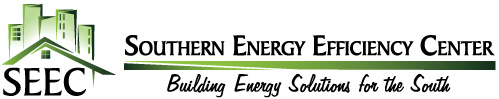 SEEC
SOUTHERN ENERGY EFFICIENCY CENTER
Building Energy Solutions for the South